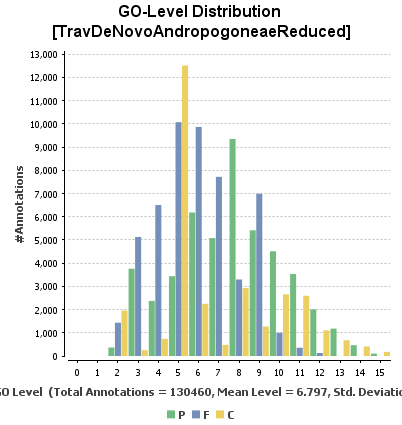 GO-Level Distribution
[TravDeNovoAndropogoneaeReduced]
13,000
12,000
11,000
10,000
9,000
8,000
7,000
6,000
5,000
4,000
3,000
2,000
1,000
0
#Annotations
0 1 2 3 4 5 6 7 8 9 10 11 12 13 14 15
GO Level (Total Annotations = 130460, Mean Level = 6.797, Std. Deviatio
P F C